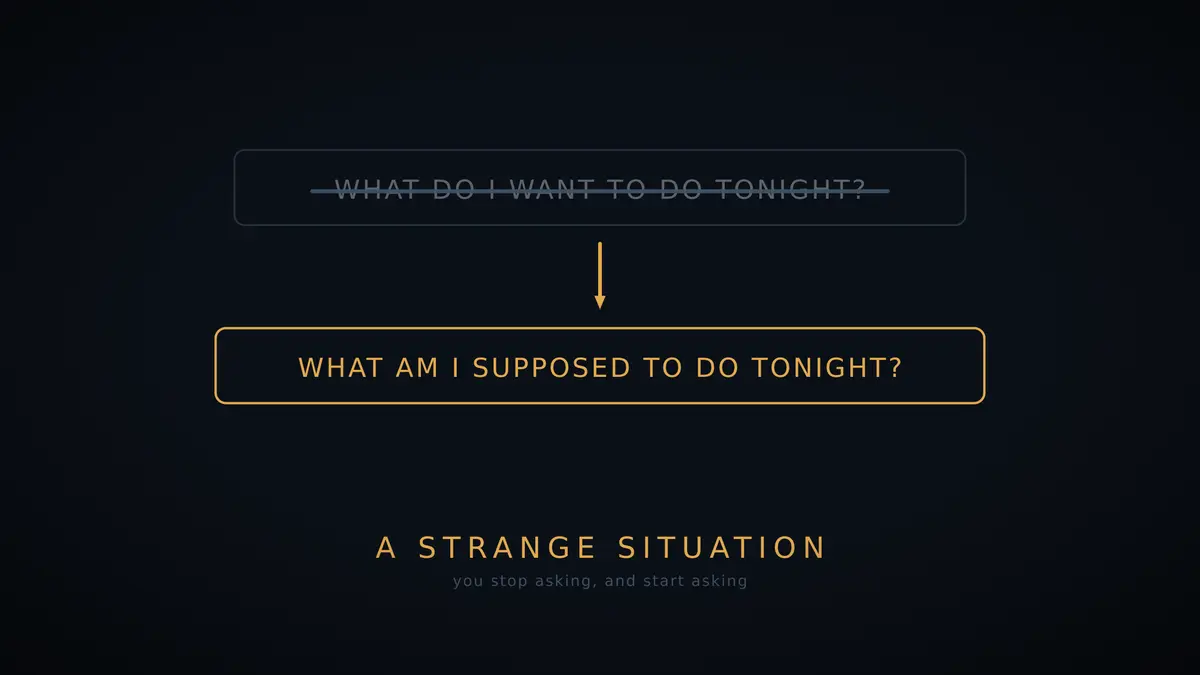 WHAT DO I WANT TO DO TONIGHT?
WHAT AM I SUPPOSED TO DO TONIGHT?
A STRANGE SITUATION
you stop asking, and start asking